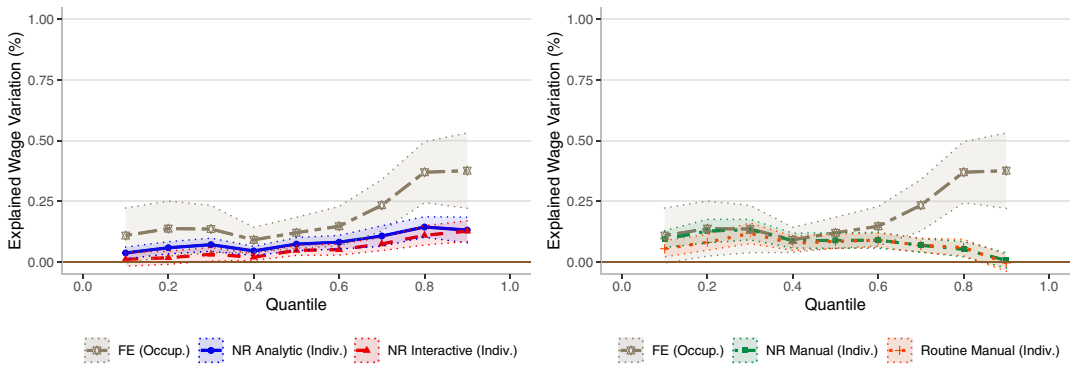 Explained Wage Variation (%)
1.00
0.75
0.50
0.25
0.00
0.0 0.2 0.4 0.6 0.8 1.0
Quantile
FE (Occup.) NR Analytic (Indiv.) NR Interactive (Indiv.)
Explained Wage Variation (%)
1.00
0.75
0.50
0.25
0.00
0.0 0.2 0.4 0.6 0.8 1.0
Quantile
FE (Occup.) NR Manual (Indiv.) Routine Manual (Indiv.)